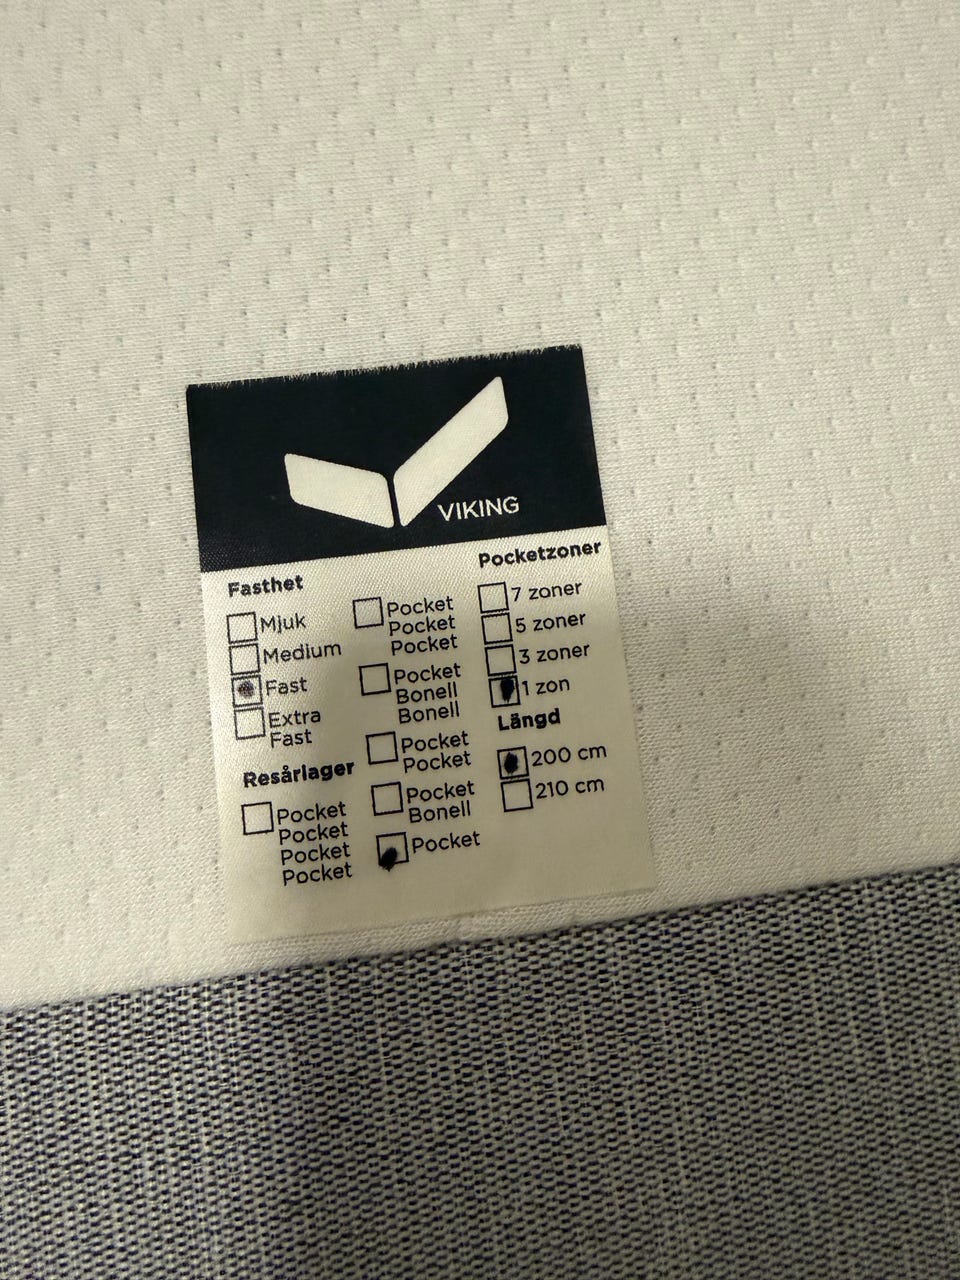 VIKING
Fasthet
Mjuk
Medium
Fast
Extra
Fast
Resårlager
Pocket
Pocket
Pocket
Pocket
Pocket
Pocket
Pocket
Pocket
Bonell
Bonell
Pocket
Pocket
Pocket
Bonell
Pocket
Pocketzoner
7 zoner
5 zoner
3 zoner
1 zon
Längd
200 cm
210 cm